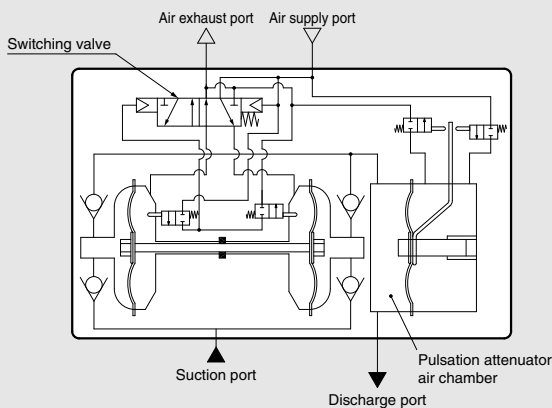 Air exhaust port
Air supply port
Switching valve
Pulsation attenuator
air chamber
Suction port
Discharge port